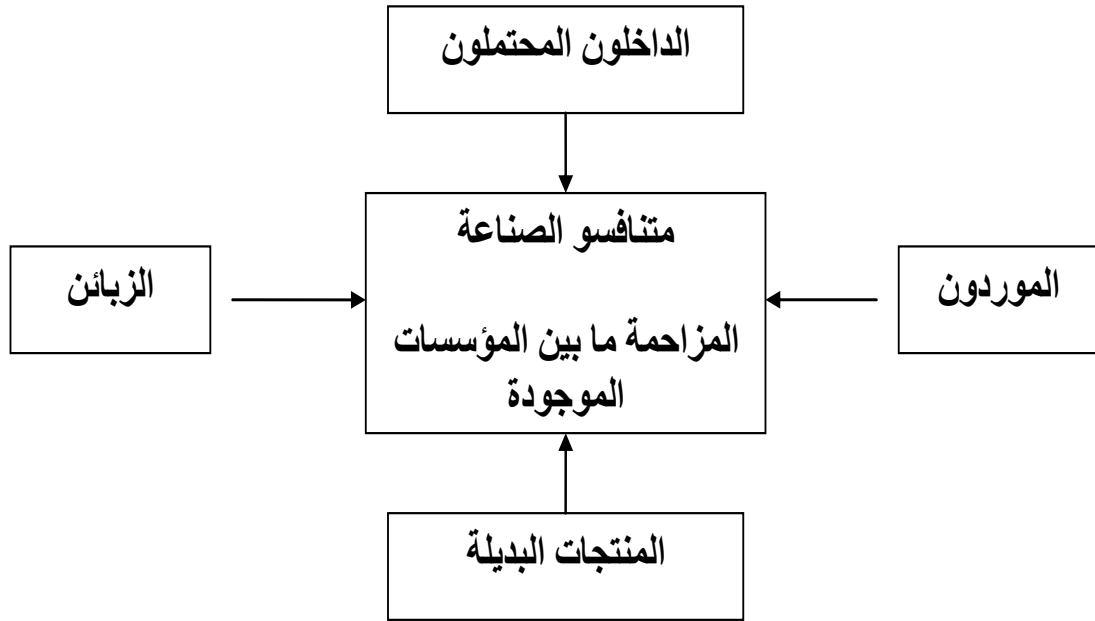 الداخلون المحتملون
متنافسو الصناعة
الموردون
الزبائن
المزاحمة ما بين المؤسسات
الموجودة
المنتجات البديلة